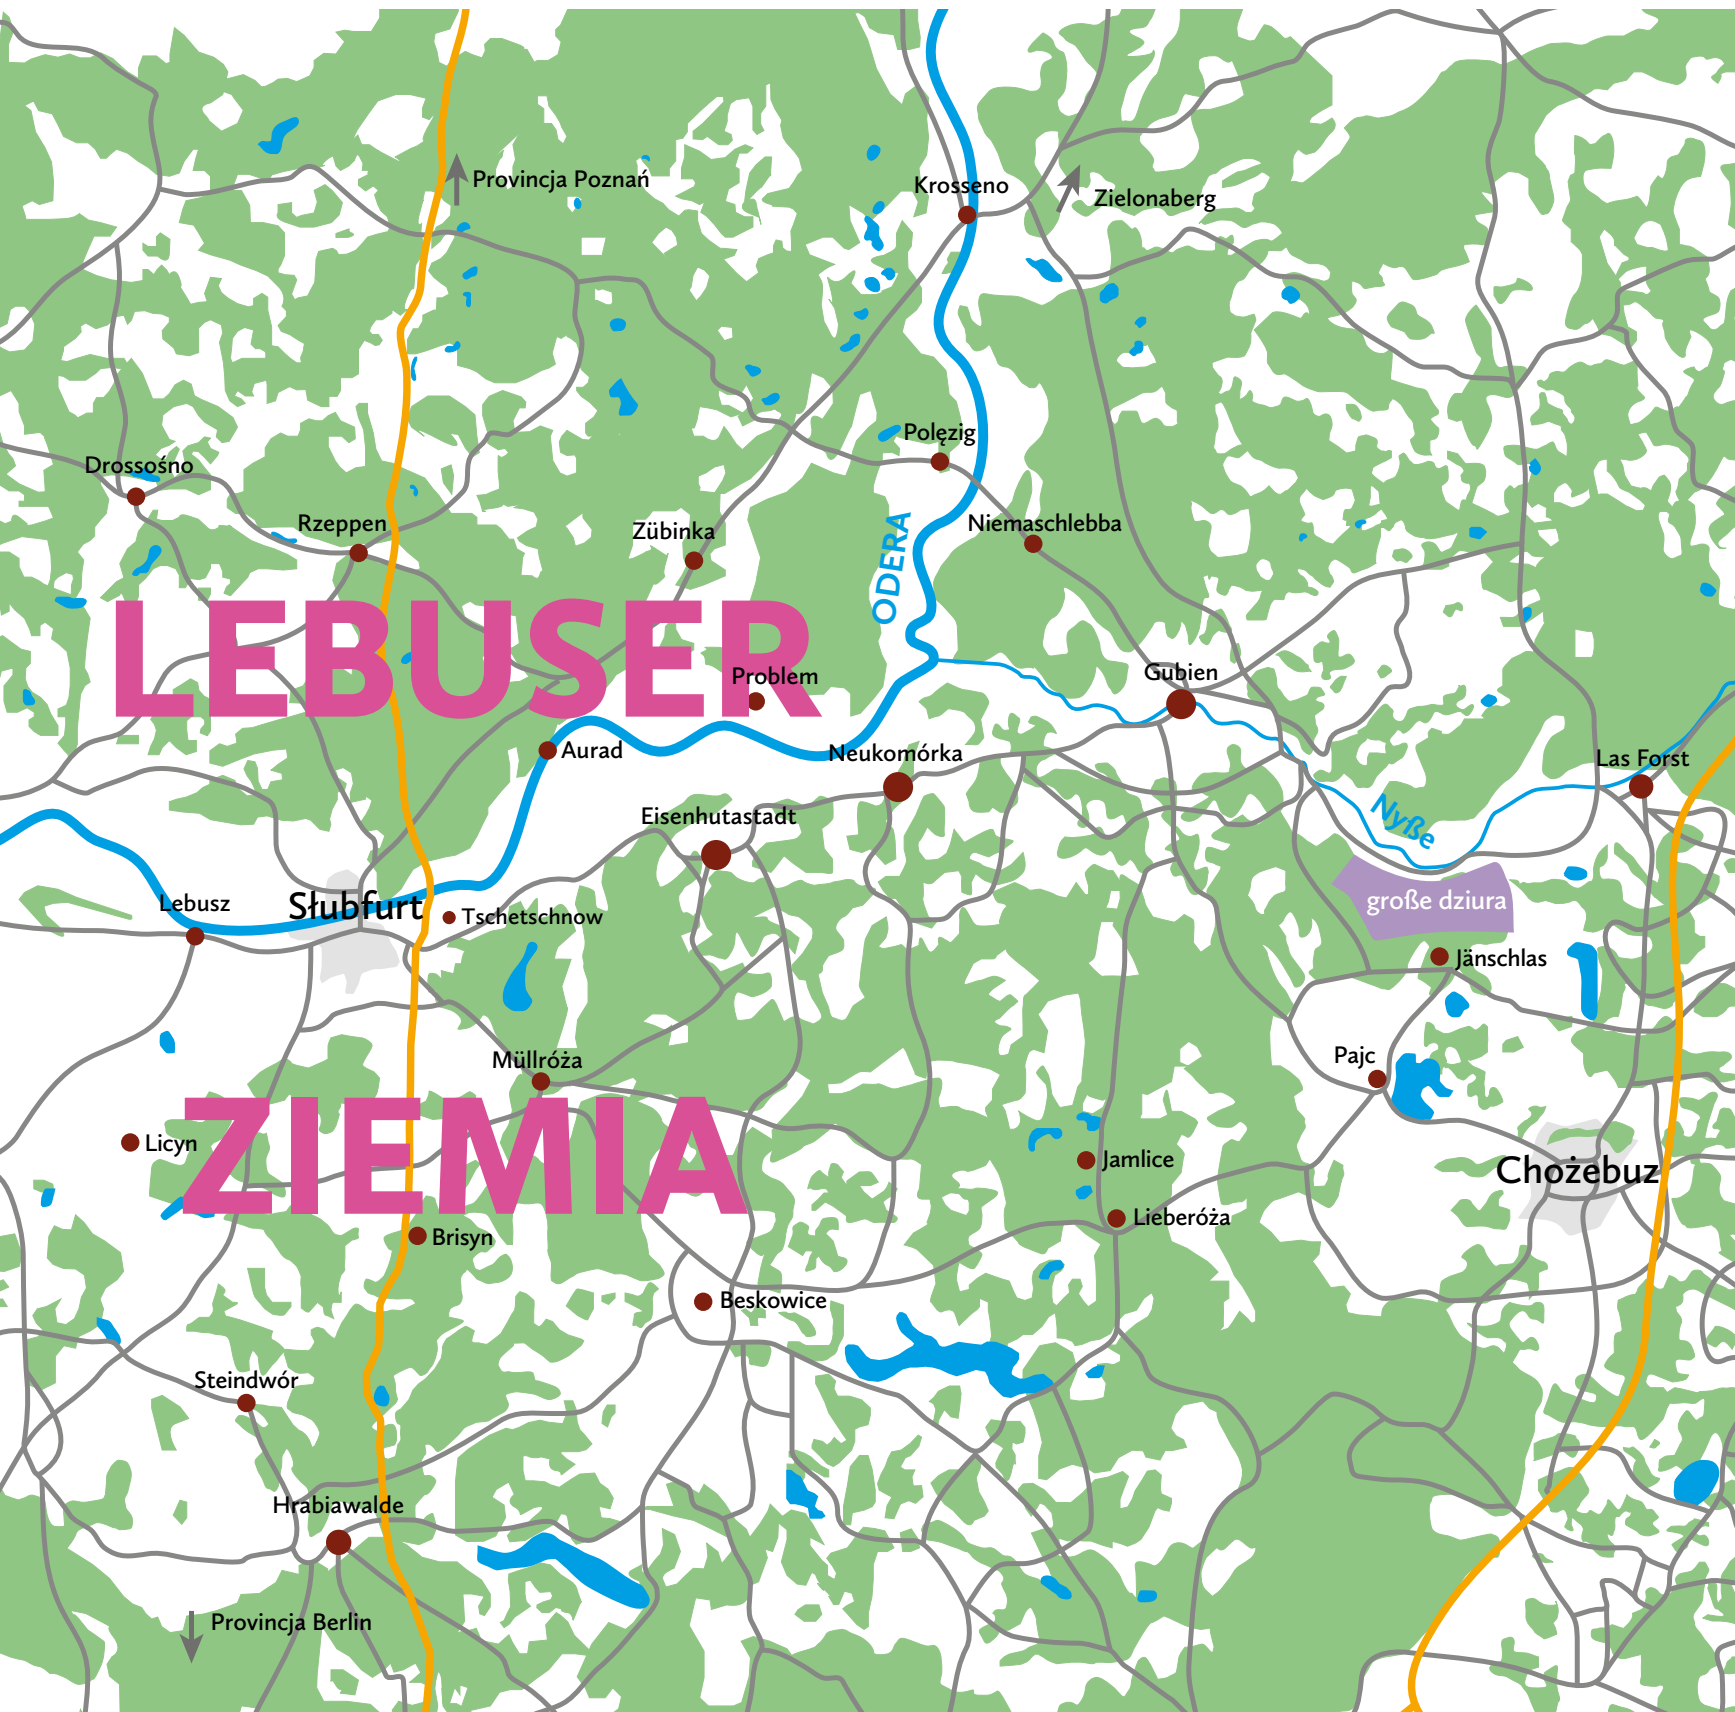 Provincja Poznań
Krosseno
Zielonaberg
Polęzig
Drossośno
Rzeppen
Zübinka
Niemaschlebba
ODERA
LEBUSER
Problem
Gubien
Aurad
Neukomórka
Las Forst
Eisenhutastadt
Nyße
Lebusz
Słubfurt
Tschetschnow
große dziura
Jänschlas
Müllróża
Pajc
ZIEMIA
Licyn
Jamlice
Chożebuz
Lieberóża
Brisyn
Beskowice
Steindwór
Hrabiawalde
Provincja Berlin